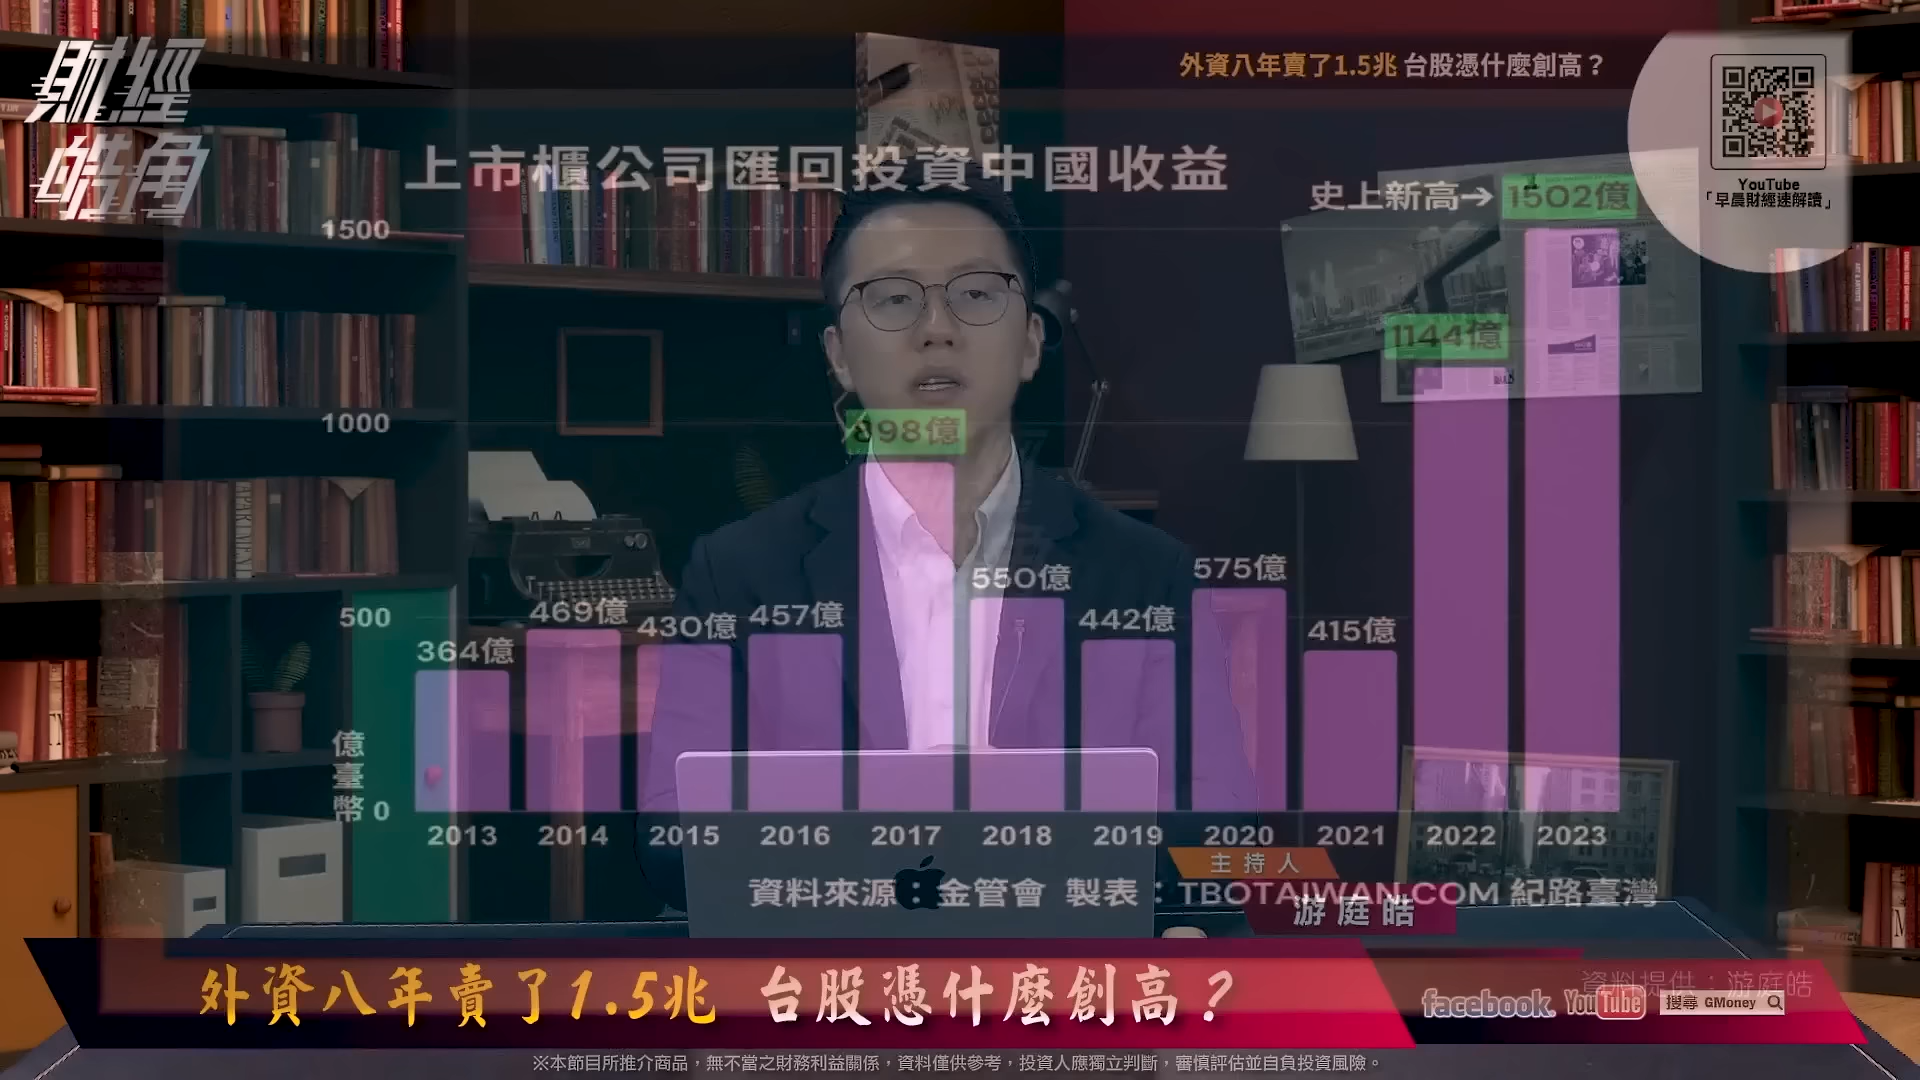 財經
皓角
外資八年賣了1.5兆 台股憑什麼創高？
YouTube
「早晨財經速解讀」
上市櫃公司匯回投資中國收益
史上新高→ 1502億
1500
1144億
1000
898億
575億
550億
500
469億
457億
430億
442億
415億
364億
億臺幣
0
2013 2014 2015 2016 2017 2018 2019 2020 2021 2022 2023
主持人
資料來源：金管會 製表：TBOTAIWAN.COM 紀路臺灣
游庭皓
外資八年賣了1.5兆 台股憑什麼創高？
資料提供：游庭皓
facebook. YouTube 搜尋 GMoney
※本節目所推介商品，無不當之財務利益關係，資料僅供參考，投資人應獨立判斷，審慎評估並自負投資風險。